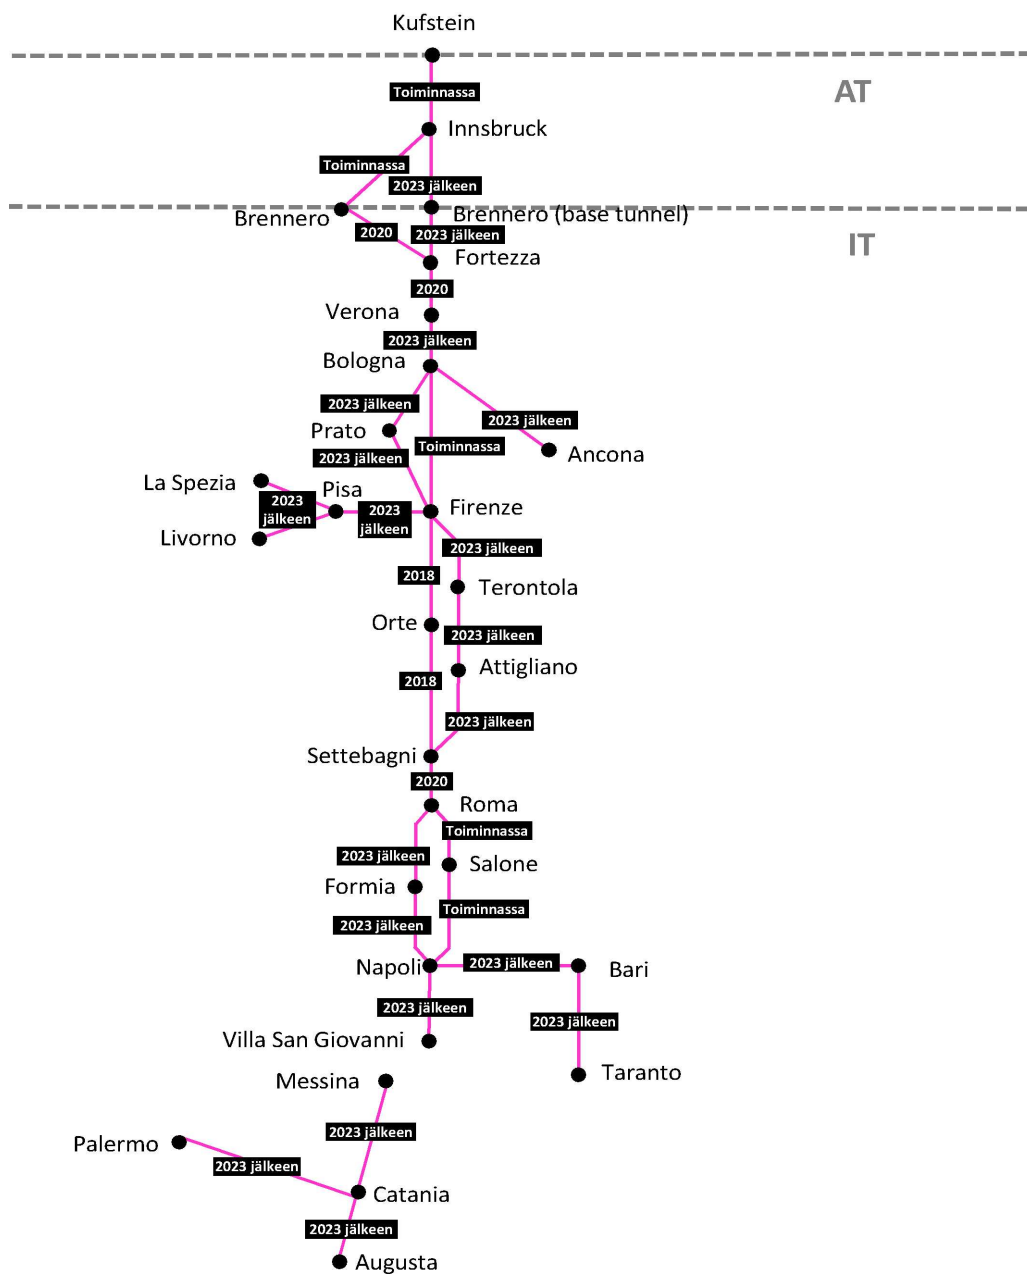 Kufstein
Toiminnassa
AT
Innsbruck
Toiminnassa
2023 jälkeen
Brennero
Brennero (base tunnel)
2020
2023 jälkeen
IT
Fortezza
2020
Verona
2023 jälkeen
Bologna
2023 jälkeen
2023 jälkeen
Prato
Toiminnassa
Ancona
2023 jälkeen
La Spezia
Pisa
2023
jälkeen
2023
jälkeen
Firenze
Livorno
2023 jälkeen
2018
Terontola
Orte
2023 jälkeen
Attigliano
2018
2023 jälkeen
Settebagni
2020
Roma
Toiminnassa
2023 jälkeen
Salone
Formia
Toiminnassa
2023 jälkeen
Napoli
2023 jälkeen
Bari
2023 jälkeen
2023 jälkeen
Villa San Giovanni
Taranto
Messina
2023 jälkeen
Palermo
2023 jälkeen
Catania
2023 jälkeen
Augusta